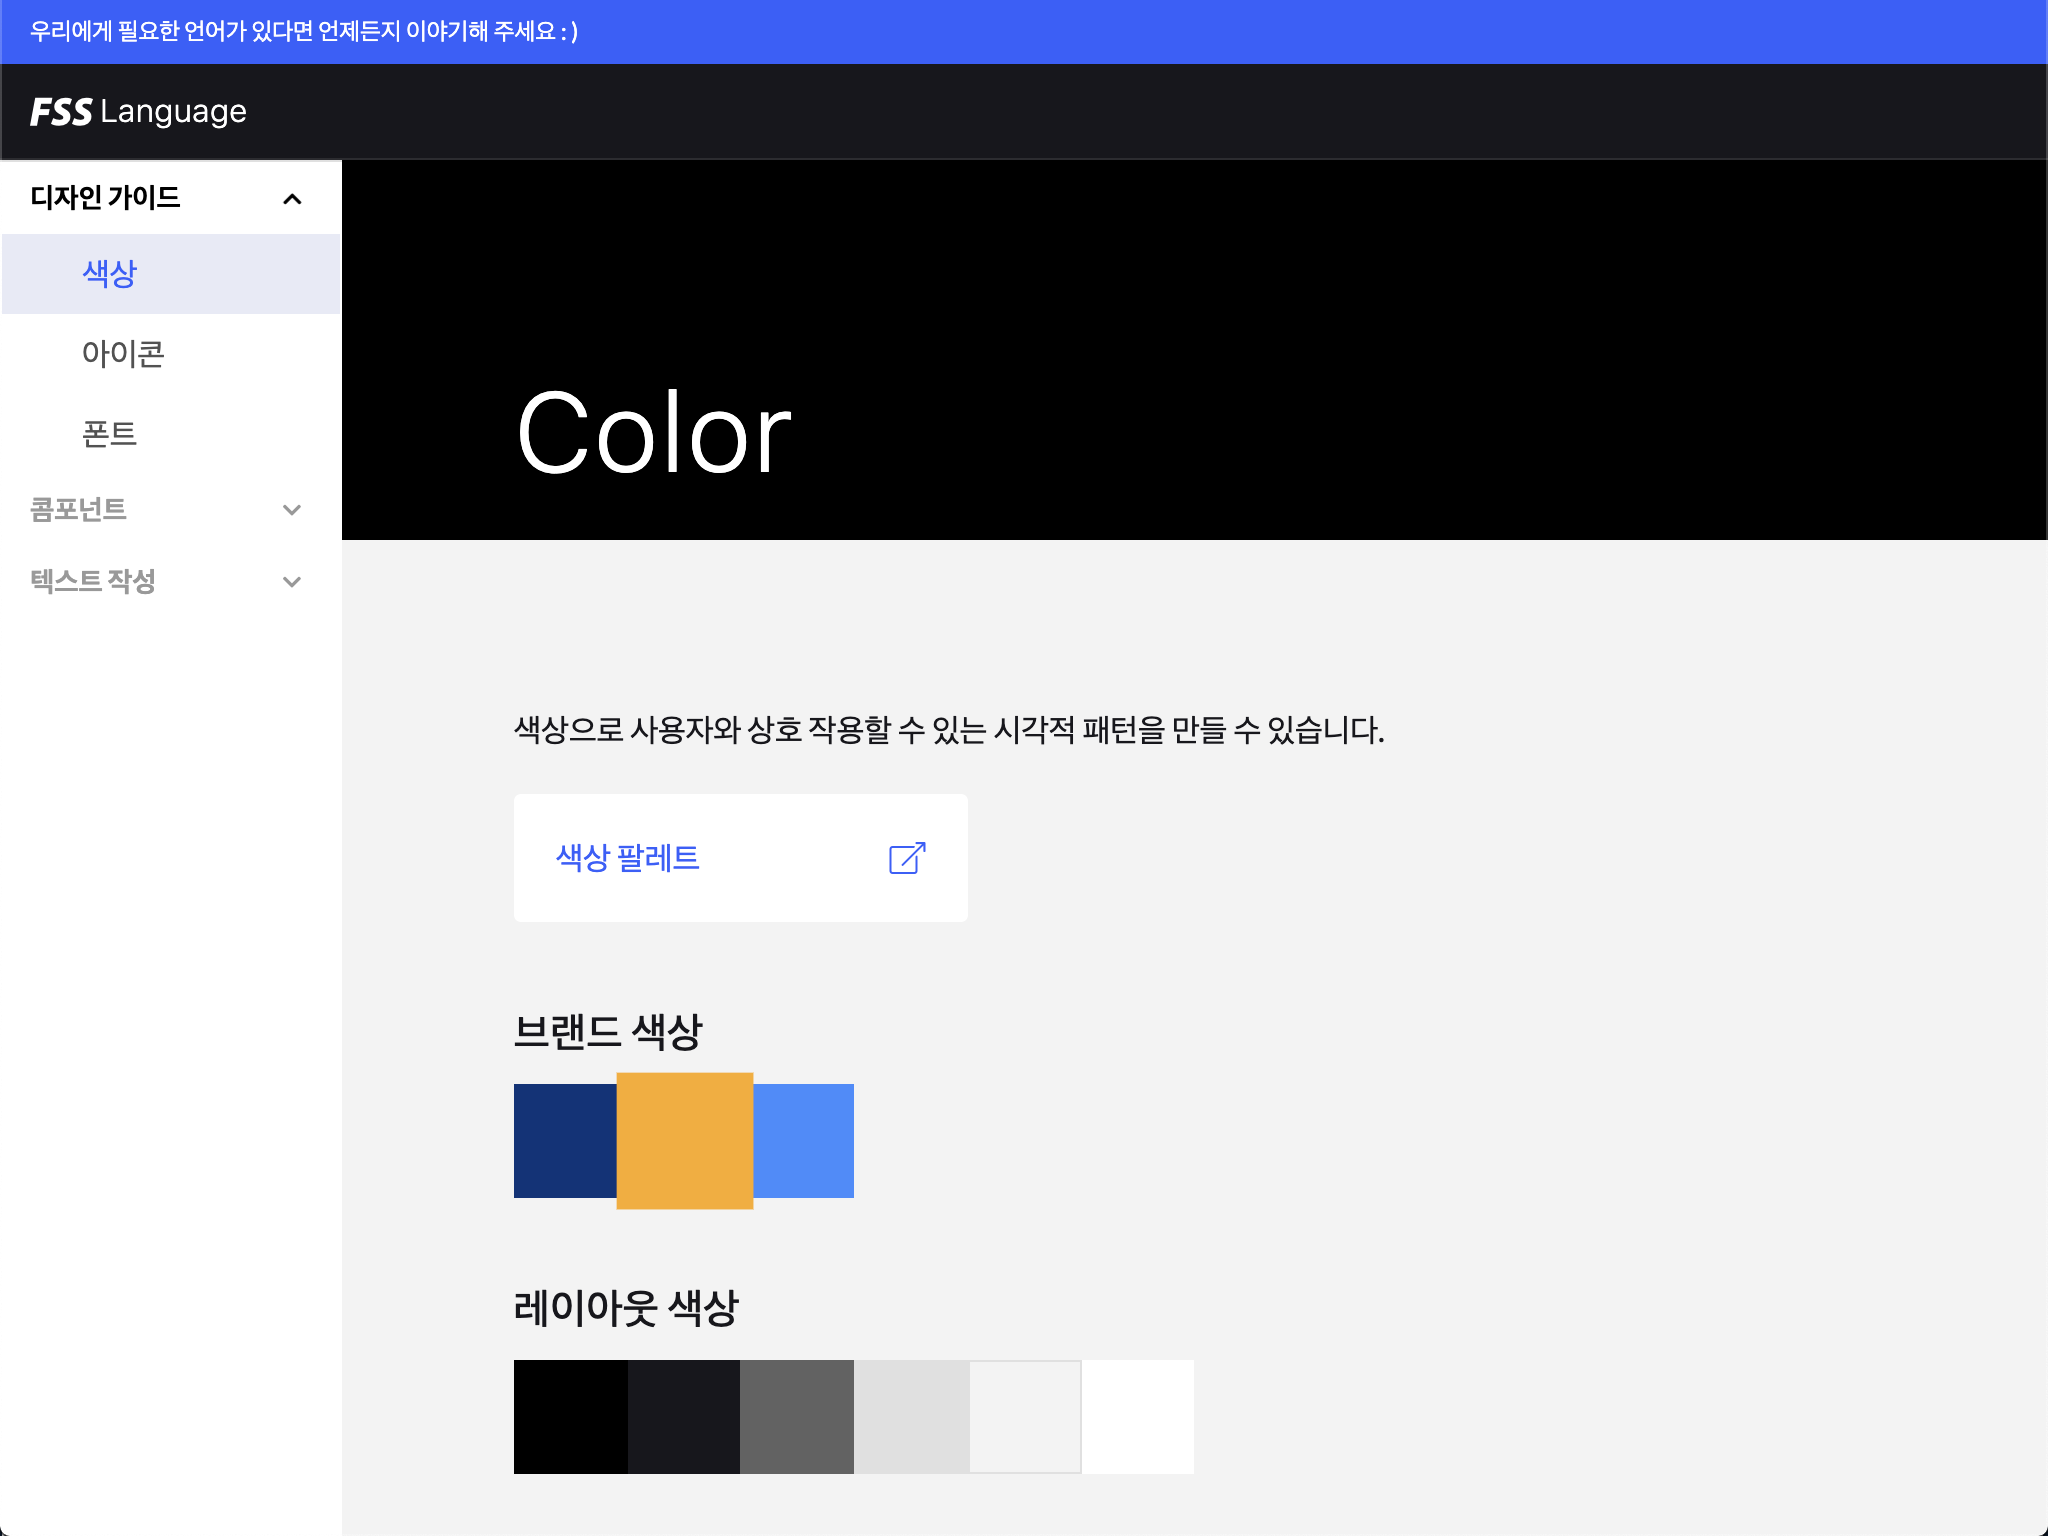 우리에게 필요한 언어가 있다면 언제든지 이야기해 주세요 : )
FSS Language
디자인 가이드
색상
아이콘
폰트
콤포넌트
텍스트 작성
Color
색상으로 사용자와 상호 작용할 수 있는 시각적 패턴을 만들 수 있습니다.
색상 팔레트
브랜드 색상
레이아웃 색상